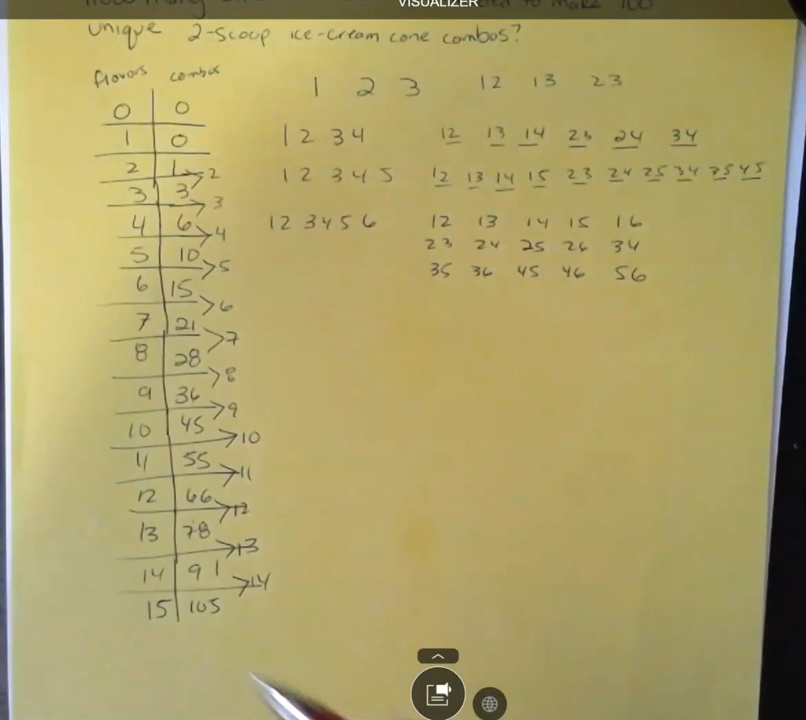 VISUALIZER
to make 100
unique 2-scoop ice-cream cone combos?
flavors combos
1 2 3 12 13 23
0 0
1 0 1 2 3 4 12 13 14 23 24 34
2 1 2 1 2 3 4 5 12 13 14 15 23 24 25 34 35 45
3 3 3
4 6 4 1 2 3 4 5 6 12 13 14 15 16
23 24 25 26 34
5 10 5 35 36 45 46 56
6 15 6
7 21 7
8 28 8
9 36 9
10 45 10
11 55 11
12 66 12
13 78 13
14 91 14
15 105